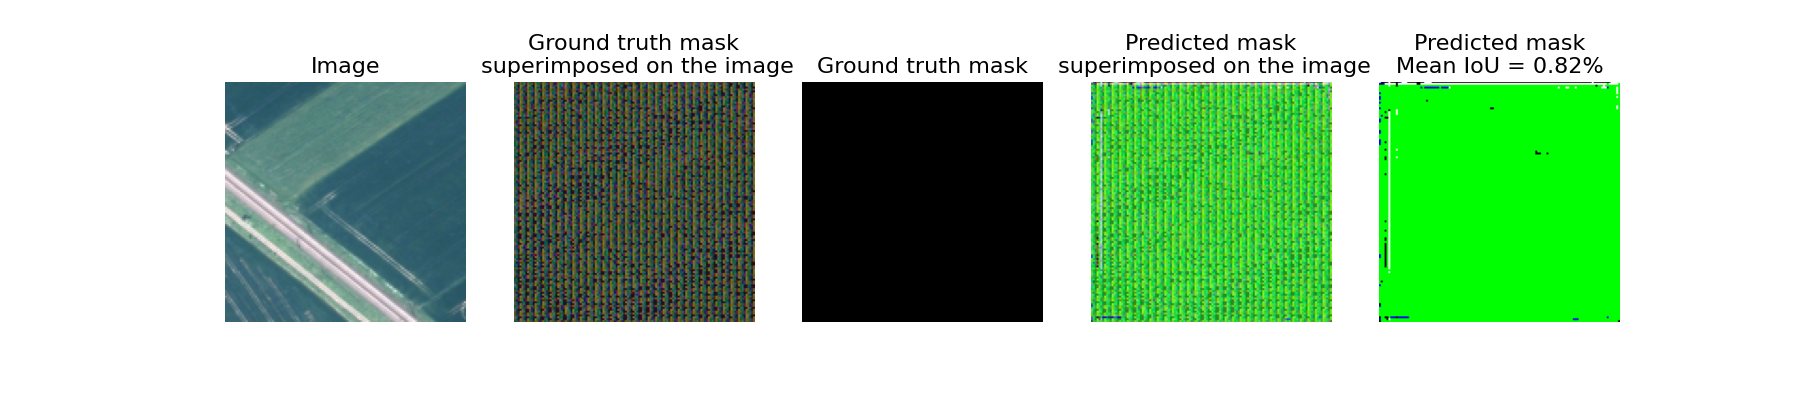 Image
Ground truth mask
superimposed on the image
Ground truth mask
Predicted mask
superimposed on the image
Predicted mask
Mean IoU = 0.82%